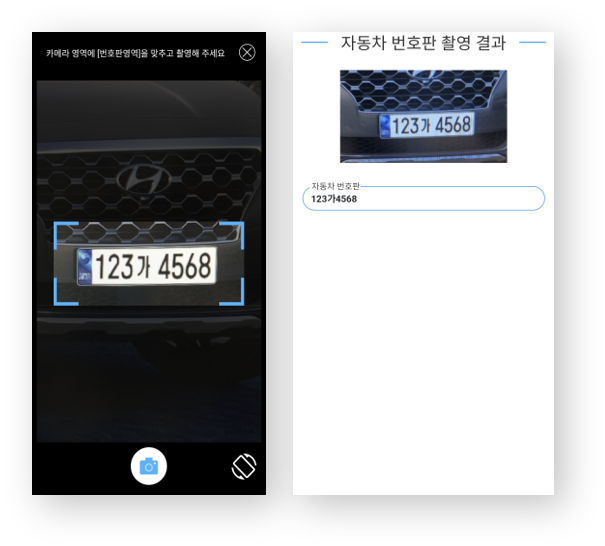 카메라 영역에 [번호판영역]을 맞추고 촬영해 주세요
123가 4568
자동차 번호판 촬영 결과
123가 4568
자동차 번호판
123가4568